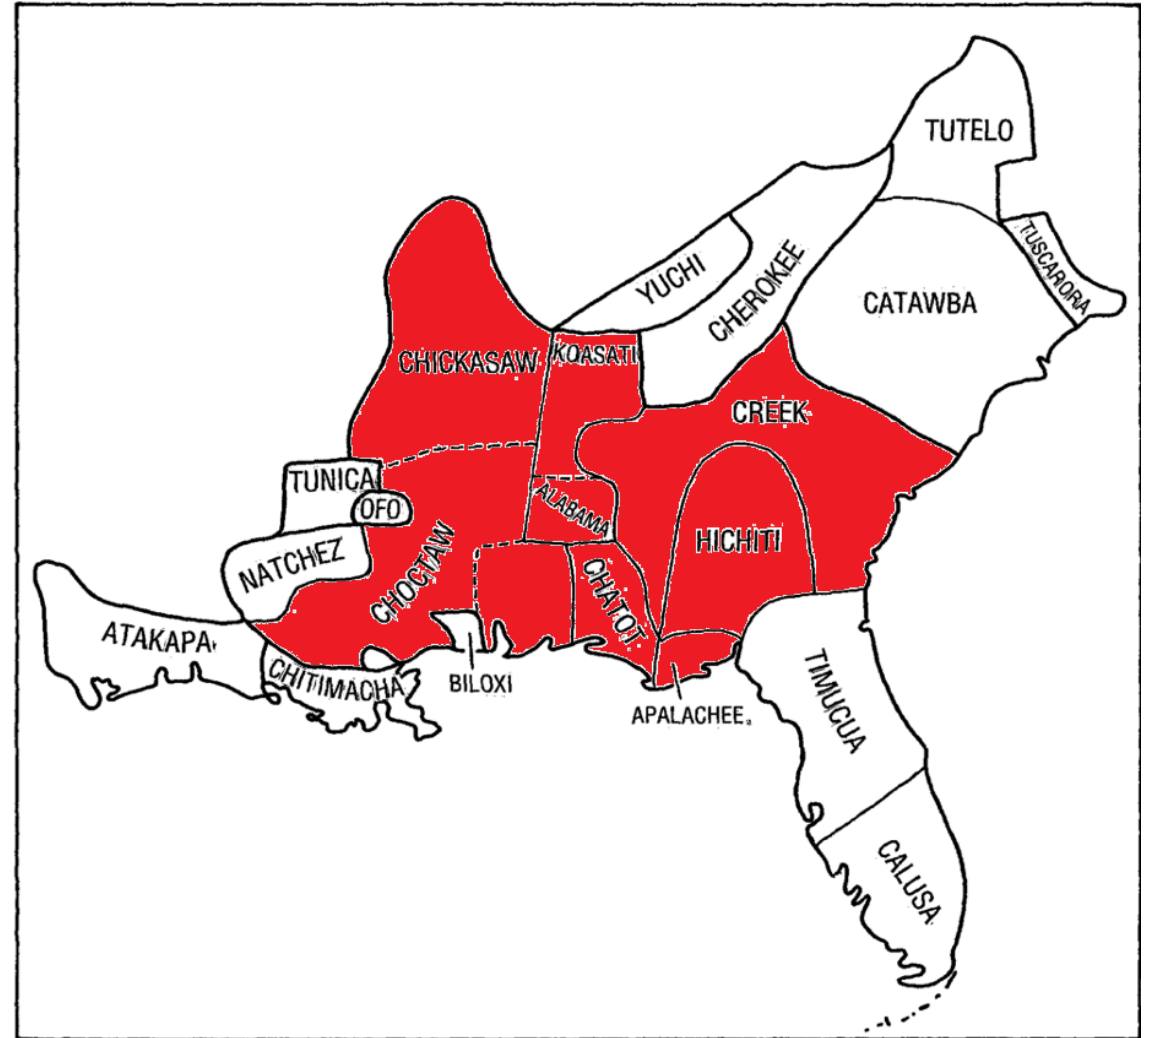 TUTELO
TUSCARORA
YUCHI
CHEROKEE
CATAWBA
CHICKASAW
KOASATI
CREEK
TUNICA
OFO
ALABAMA
NATCHEZ
CHOCTAW
HICHITI
CHATOT
ATAKAPA
CHITIMACHA
BILOXI
APALACHEE
TIMUCUA
CALUSA